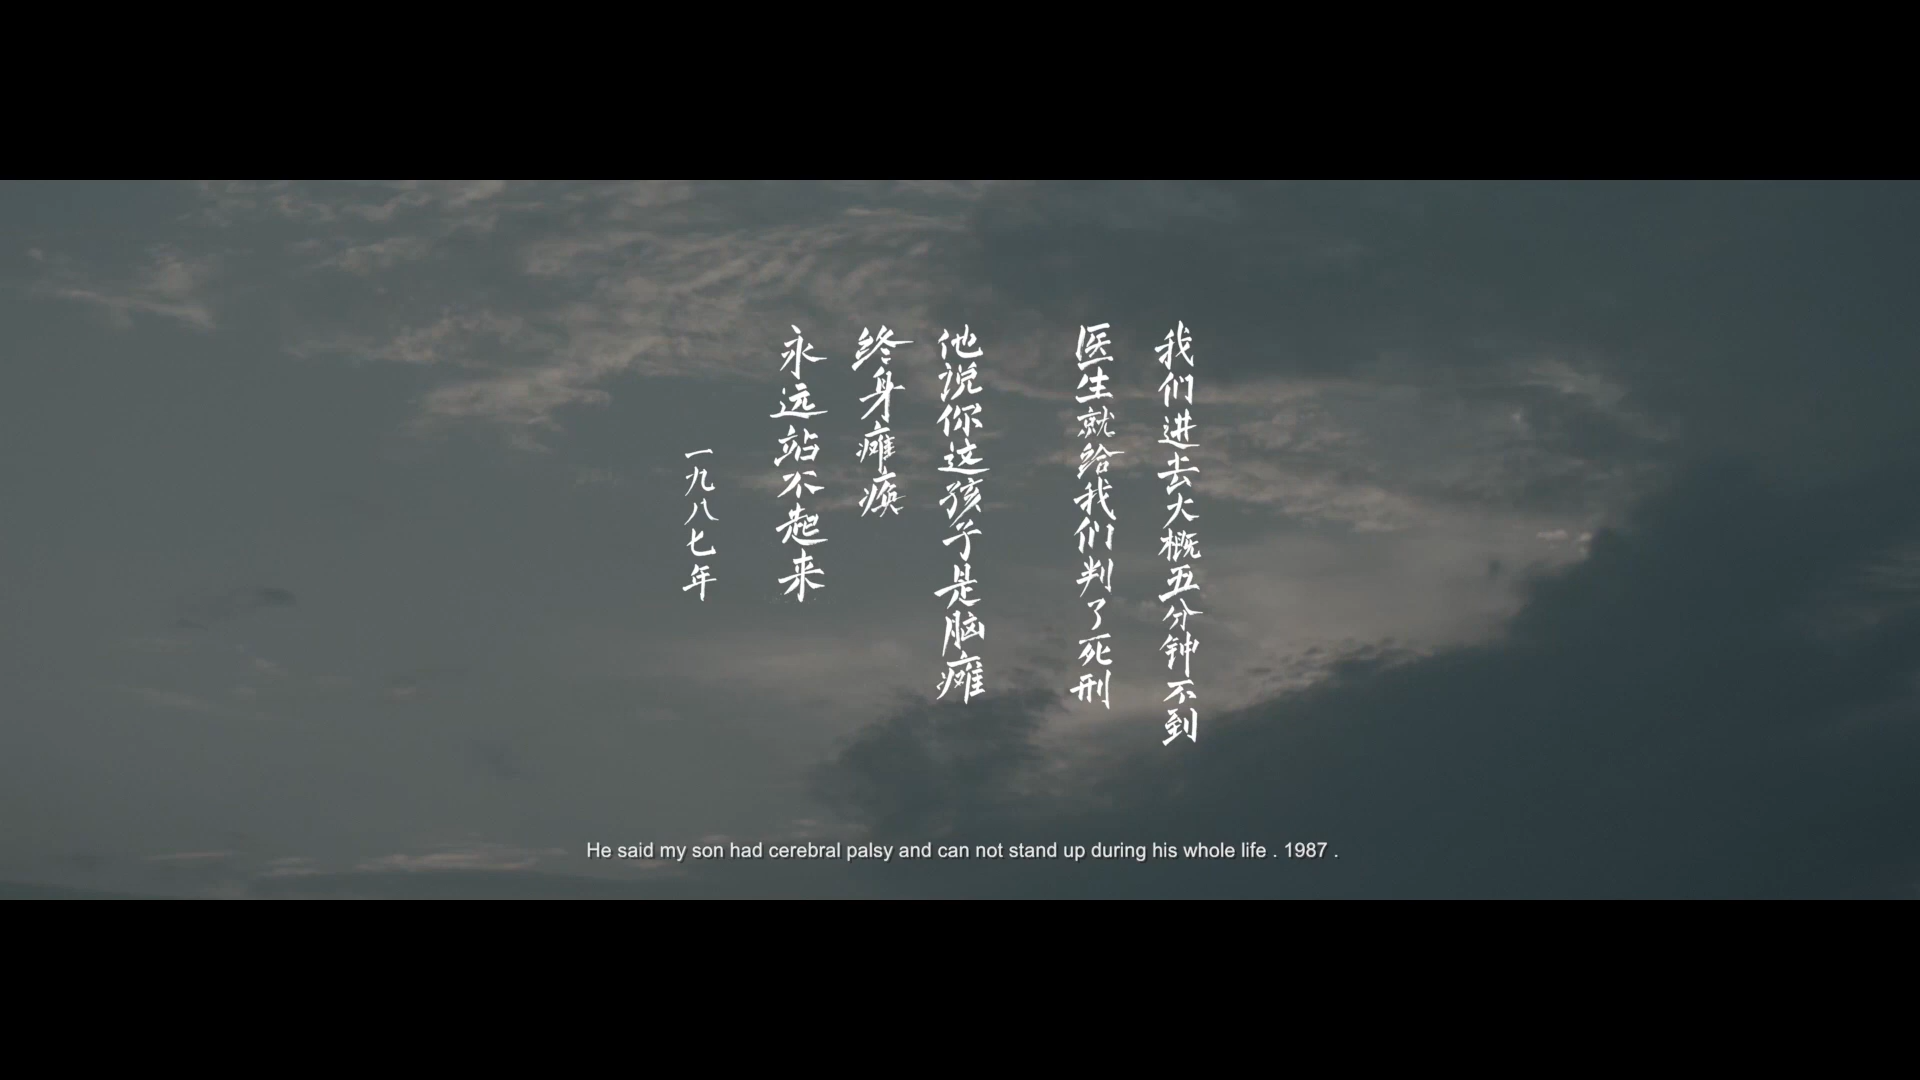 我们进去大概五分钟不到
医生就给我们判了死刑
他说你这孩子是脑瘫
终身瘫痪
永远站不起来
一九八七年
He said my son had cerebral palsy and can not stand up during his whole life . 1987 .